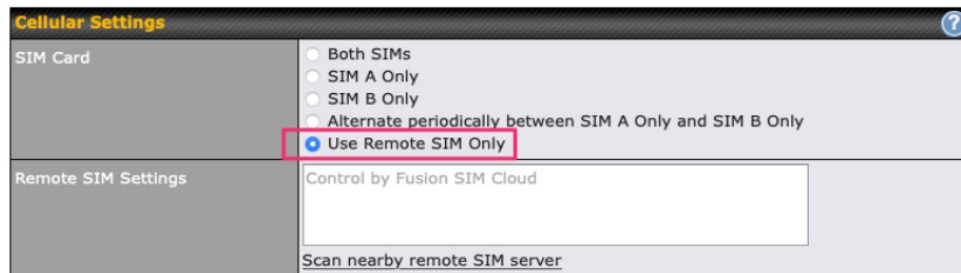 Cellular Settings
?
SIM Card
Both SIMs
SIM A Only
SIM B Only
Alternate periodically between SIM A Only and SIM B Only
Use Remote SIM Only
Remote SIM Settings
Control by Fusion SIM Cloud
Scan nearby remote SIM server